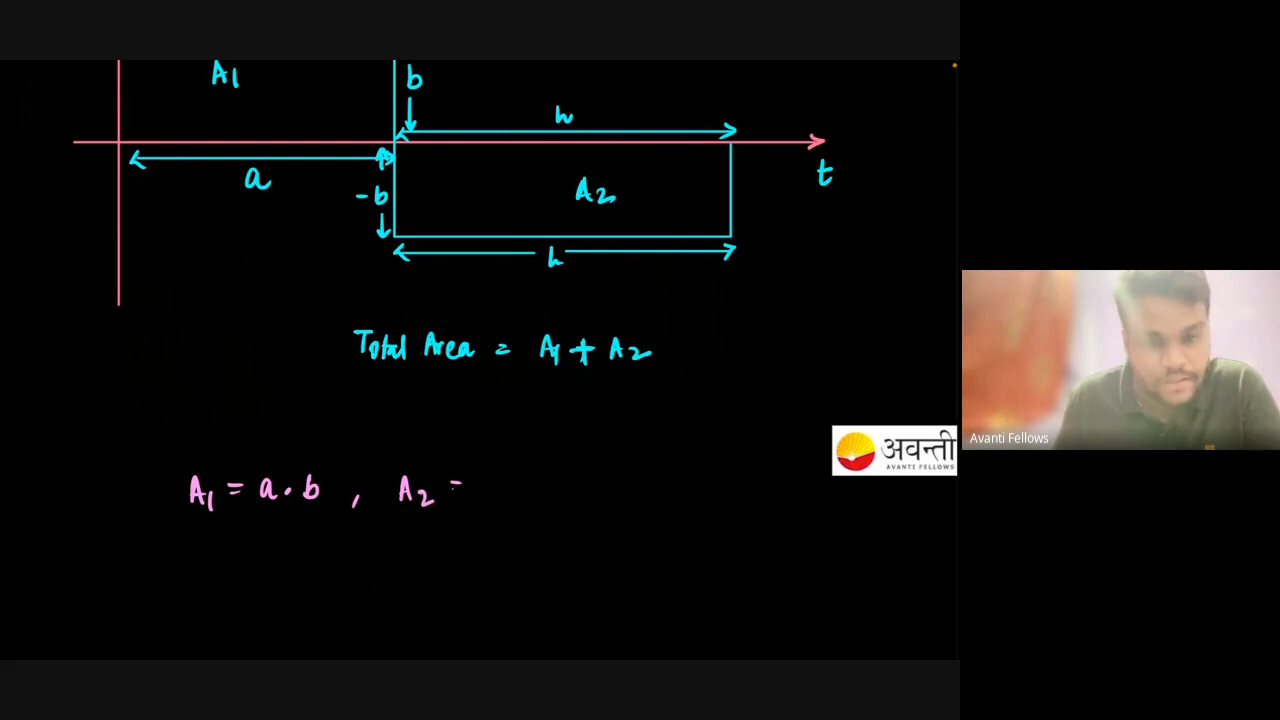 A1
b
h
a
t
-b
A2
h
Total Area = A1 + A2
अवन्ती
AVANTI FELLOWS
Avanti Fellows
A1 = a . b , A2 =